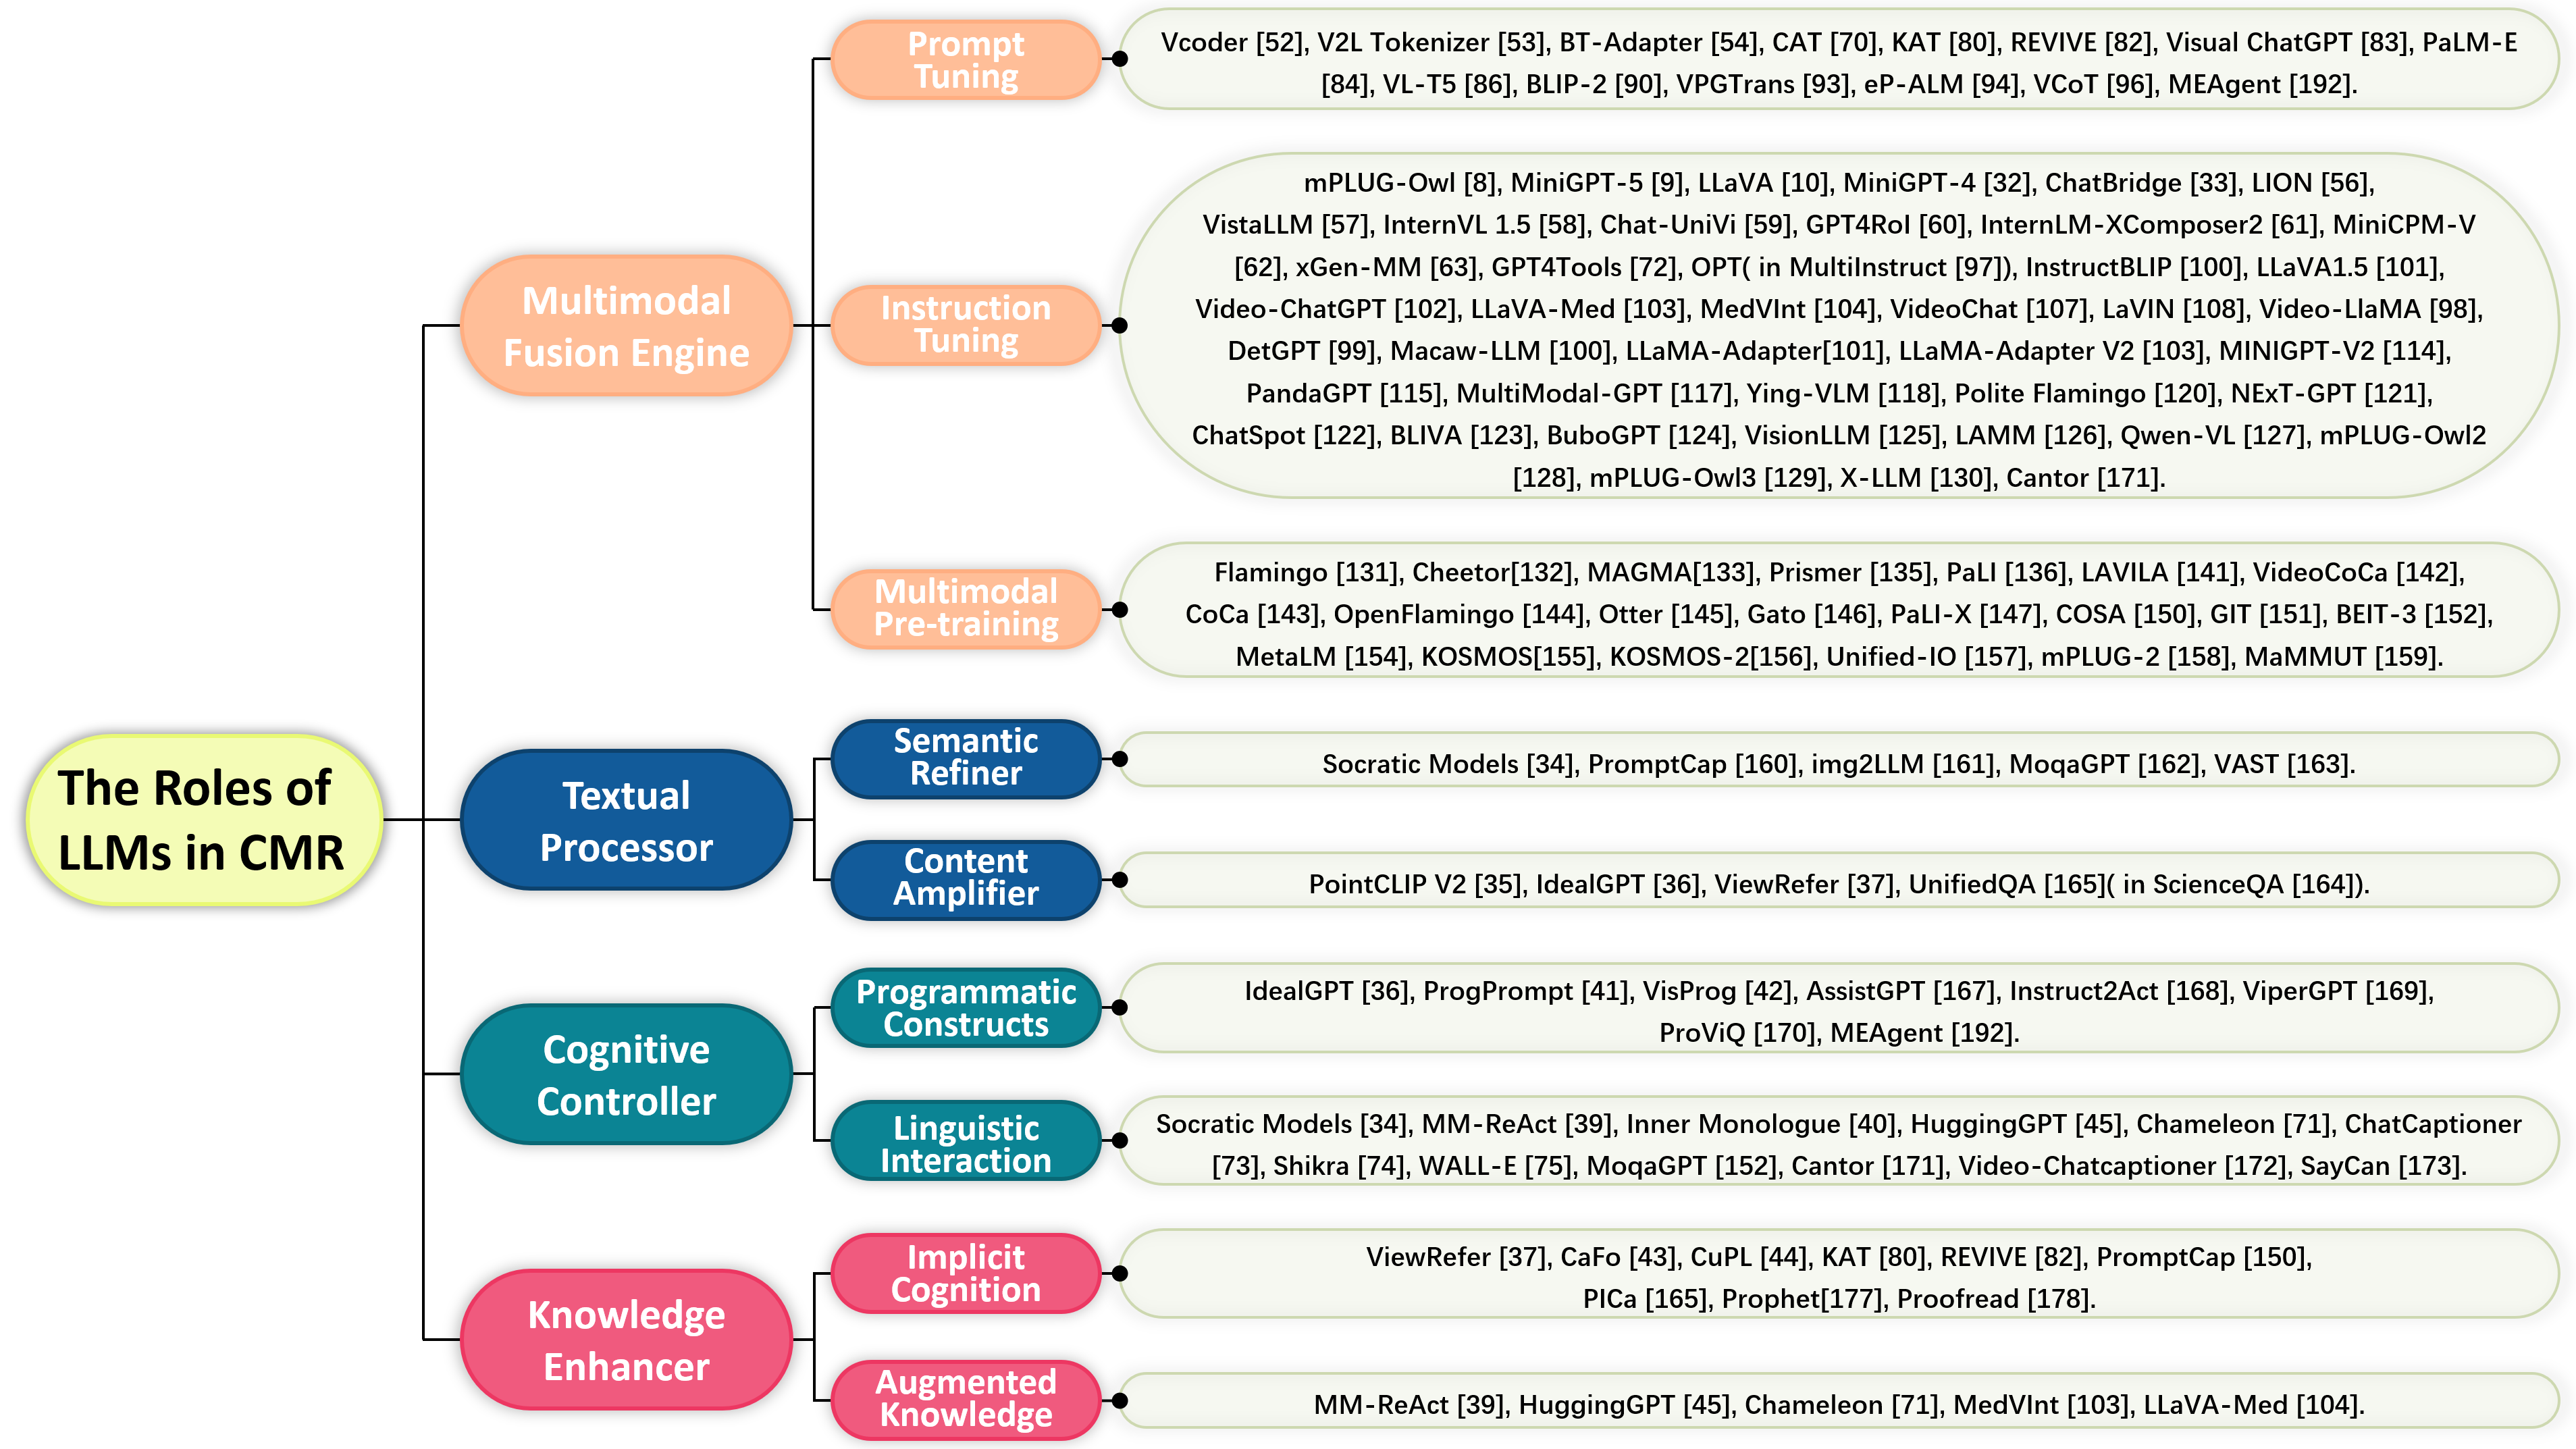 The Roles of
LLMs in CMR
Multimodal
Fusion Engine
Prompt
Tuning
Vcoder [52], V2L Tokenizer [53], BT-Adapter [54], CAT [70], KAT [80], REVIVE [82], Visual ChatGPT [83], PaLM-E
[84], VL-T5 [86], BLIP-2 [90], VPGTrans [93], eP-ALM [94], VCoT [96], MEAgent [192].
Instruction
Tuning
mPLUG-Owl [8], MiniGPT-5 [9], LLaVA [10], MiniGPT-4 [32], ChatBridge [33], LION [56],
VistaLLM [57], InternVL 1.5 [58], Chat-UniVi [59], GPT4RoI [60], InternLM-XComposer2 [61], MiniCPM-V
[62], xGen-MM [63], GPT4Tools [72], OPT( in MultiInstruct [97]), InstructBLIP [100], LLaVA1.5 [101],
Video-ChatGPT [102], LLaVA-Med [103], MedVInt [104], VideoChat [107], LaVIN [108], Video-LlaMA [98],
DetGPT [99], Macaw-LLM [100], LLaMA-Adapter[101], LLaMA-Adapter V2 [103], MINIGPT-V2 [114],
PandaGPT [115], MultiModal-GPT [117], Ying-VLM [118], Polite Flamingo [120], NExT-GPT [121],
ChatSpot [122], BLIVA [123], BuboGPT [124], VisionLLM [125], LAMM [126], Qwen-VL [127], mPLUG-Owl2
[128], mPLUG-Owl3 [129], X-LLM [130], Cantor [171].
Multimodal
Pre-training
Flamingo [131], Cheetor[132], MAGMA[133], Prismer [135], PaLI [136], LAVILA [141], VideoCoCa [142],
CoCa [143], OpenFlamingo [144], Otter [145], Gato [146], PaLI-X [147], COSA [150], GIT [151], BEIT-3 [152],
MetaLM [154], KOSMOS[155], KOSMOS-2[156], Unified-IO [157], mPLUG-2 [158], MaMMUT [159].
Textual
Processor
Semantic
Refiner
Socratic Models [34], PromptCap [160], img2LLM [161], MoqaGPT [162], VAST [163].
Content
Amplifier
PointCLIP V2 [35], IdealGPT [36], ViewRefer [37], UnifiedQA [165]( in ScienceQA [164]).
Cognitive
Controller
Programmatic
Constructs
IdealGPT [36], ProgPrompt [41], VisProg [42], AssistGPT [167], Instruct2Act [168], ViperGPT [169],
ProViQ [170], MEAgent [192].
Linguistic
Interaction
Socratic Models [34], MM-ReAct [39], Inner Monologue [40], HuggingGPT [45], Chameleon [71], ChatCaptioner
[73], Shikra [74], WALL-E [75], MoqaGPT [152], Cantor [171], Video-Chatcaptioner [172], SayCan [173].
Knowledge
Enhancer
Implicit
Cognition
ViewRefer [37], CaFo [43], CuPL [44], KAT [80], REVIVE [82], PromptCap [150],
PICa [165], Prophet[177], Proofread [178].
Augmented
Knowledge
MM-ReAct [39], HuggingGPT [45], Chameleon [71], MedVInt [103], LLaVA-Med [104].